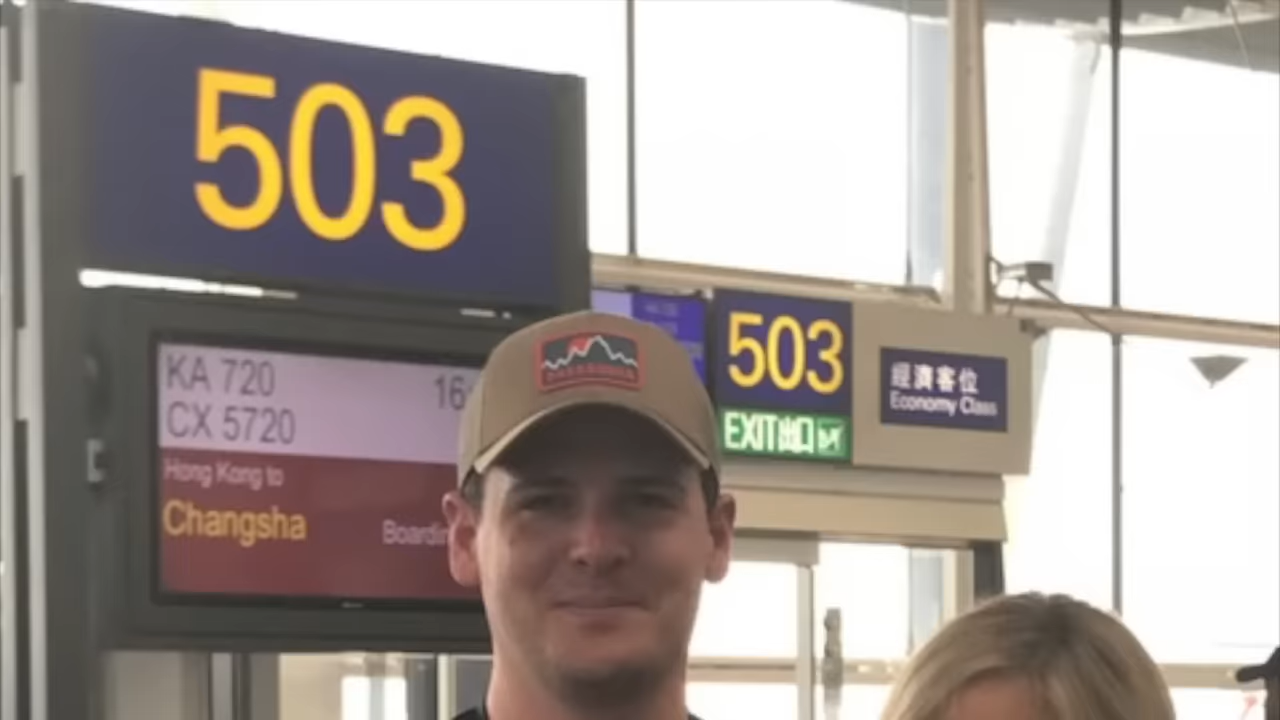 503
KA 720
CX 5720
Hong Kong to
Changsha
503
EXIT出口
經濟客位
Economy Class